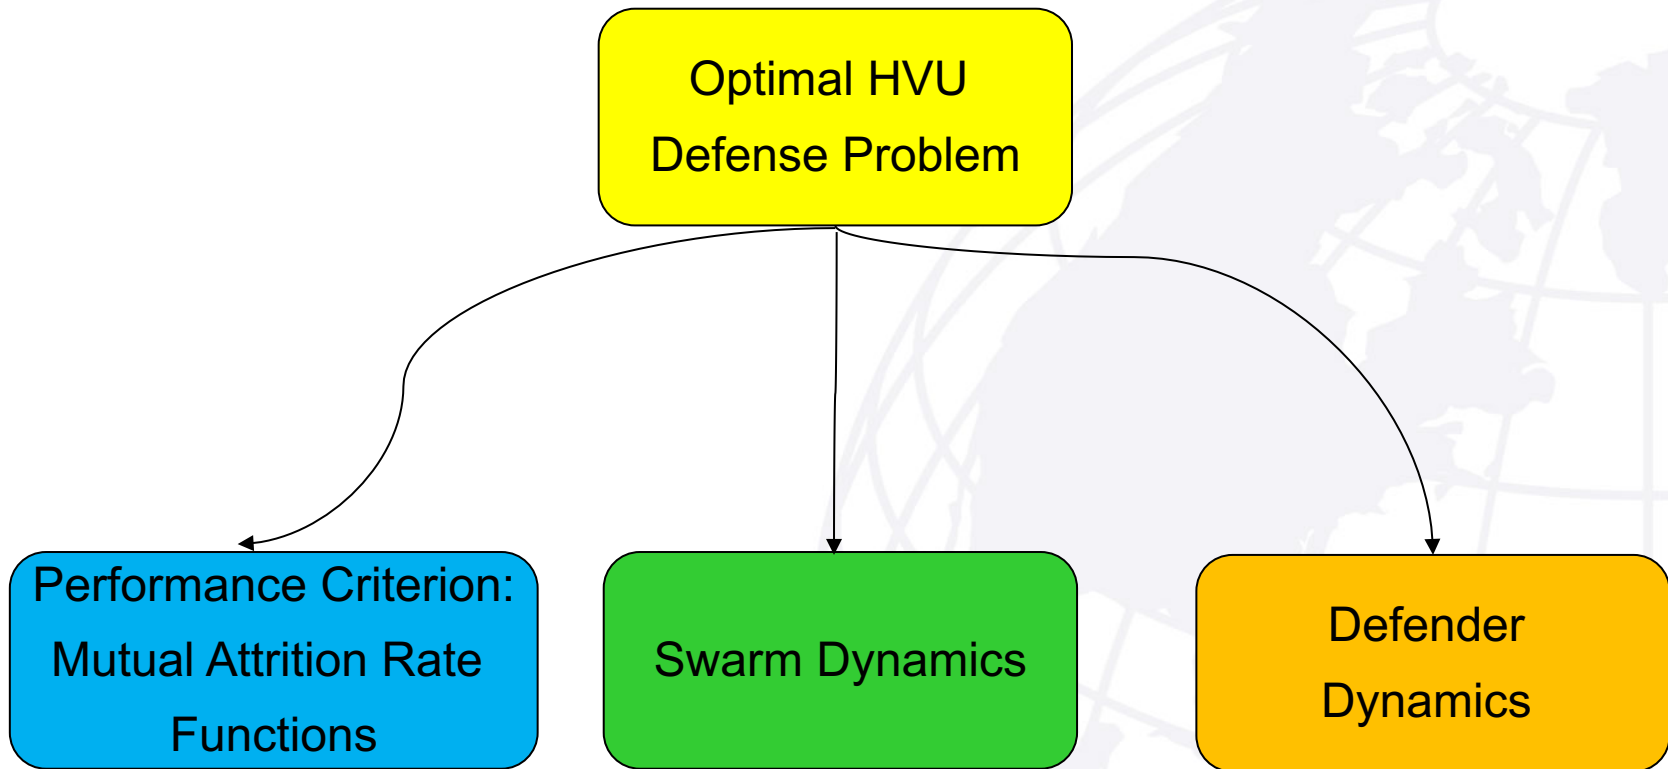 Optimal HVU
Defense Problem
Performance Criterion:
Mutual Attrition Rate
Functions
Swarm Dynamics
Defender
Dynamics